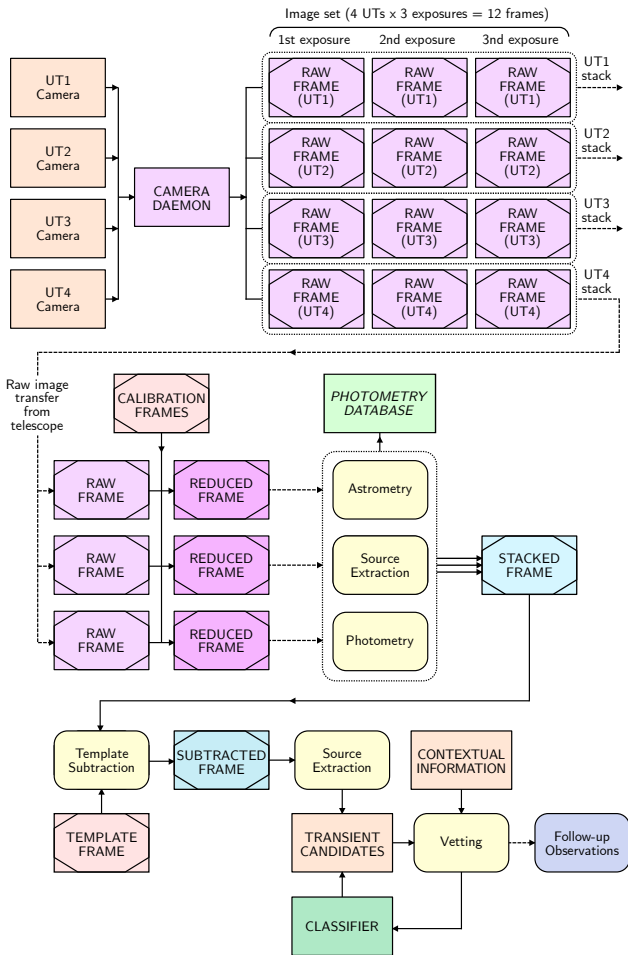 Image set (4 UTs x 3 exposures = 12 frames)
1st exposure
2nd exposure
3rd exposure
UT1
Camera
RAW
FRAME
(UT1)
RAW
FRAME
(UT1)
RAW
FRAME
(UT1)
UT1
stack
UT2
Camera
RAW
FRAME
(UT2)
RAW
FRAME
(UT2)
RAW
FRAME
(UT2)
UT2
stack
CAMERA
DAEMON
UT3
Camera
RAW
FRAME
(UT3)
RAW
FRAME
(UT3)
RAW
FRAME
(UT3)
UT3
stack
UT4
Camera
RAW
FRAME
(UT4)
RAW
FRAME
(UT4)
RAW
FRAME
(UT4)
UT4
stack
Raw image
transfer
from
telescope
CALIBRATION
FRAMES
PHOTOMETRY
DATABASE
RAW
FRAME
REDUCED
FRAME
Astrometry
RAW
FRAME
REDUCED
FRAME
Source
Extraction
STACKED
FRAME
RAW
FRAME
REDUCED
FRAME
Photometry
Template
Subtraction
SUBTRACTED
FRAME
Source
Extraction
CONTEXTUAL
INFORMATION
TEMPLATE
FRAME
TRANSIENT
CANDIDATES
Vetting
Follow-up
Observations
CLASSIFIER